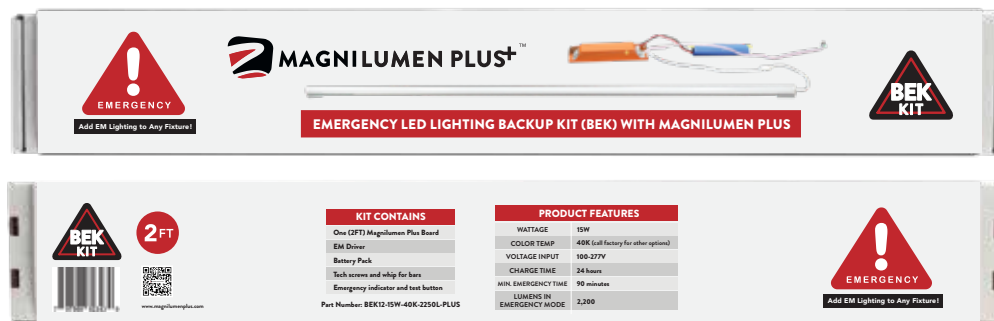 EMERGENCY
Add EM Lighting to Any Fixture!
MAGNILUMEN PLUS+™
EMERGENCY LED LIGHTING BACKUP KIT (BEK) WITH MAGNILUMEN PLUS
BEK
KIT
BEK
KIT
2FT
www.magnilumenplus.com
KIT CONTAINS
One (2FT) Magnilumen Plus Board
EM Driver
Battery Pack
Tech screws and whip for bars
Emergency indicator and test button
Part Number: BEK12-15W-40K-2250L-PLUS
PRODUCT FEATURES
WATTAGE 15W
COLOR TEMP 40K (call factory for other options)
VOLTAGE INPUT 100-277V
CHARGE TIME 24 hours
MIN. EMERGENCY TIME 90 minutes
LUMENS IN
EMERGENCY MODE 2,200
EMERGENCY
Add EM Lighting to Any Fixture!